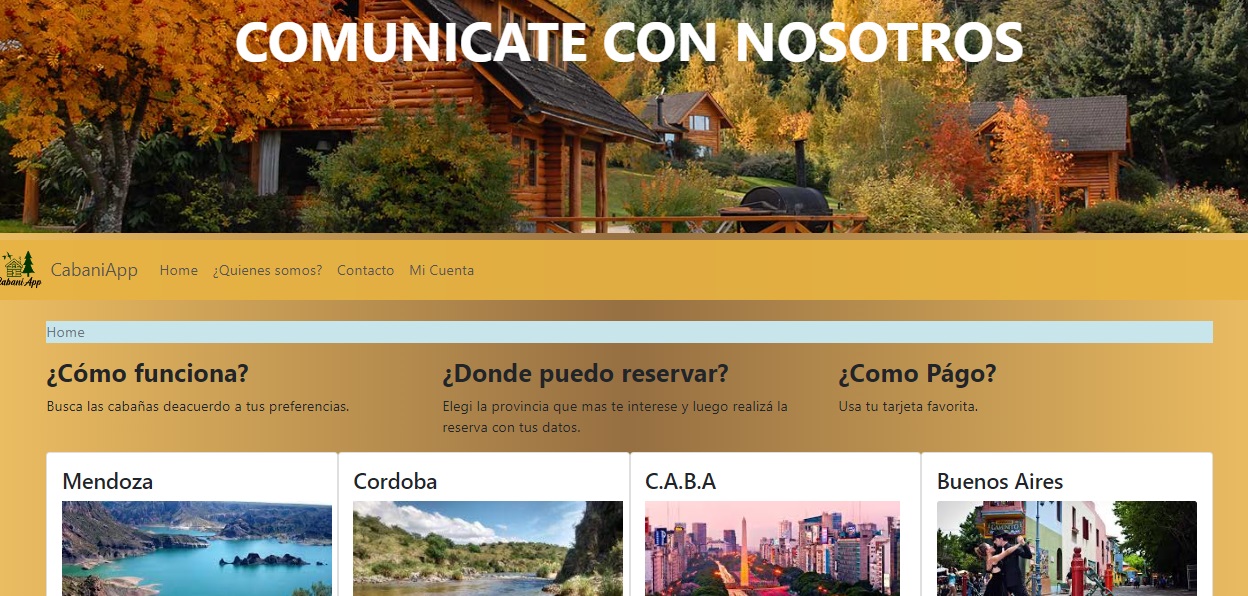 COMUNICATE CON NOSOTROS
Cabani App
CabaniApp Home ¿Quienes somos? Contacto Mi Cuenta
Home
¿Cómo funciona?
Busca las cabañas deacuerdo a tus preferencias.
¿Donde puedo reservar?
Elegi la provincia que mas te interese y luego realizá la
reserva con tus datos.
¿Como Págo?
Usa tu tarjeta favorita.
Mendoza
Cordoba
C.A.B.A
Buenos Aires